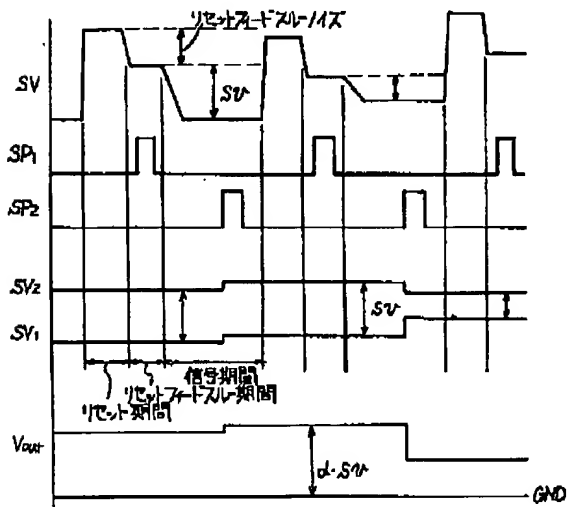 リセットフィードスルーノイズ
SV
Sv
SP1
SP2
SV2
SV1
Sv
信号期間
リセットフィードスルー期間
リセット期間
Vout
α・Sv
GND